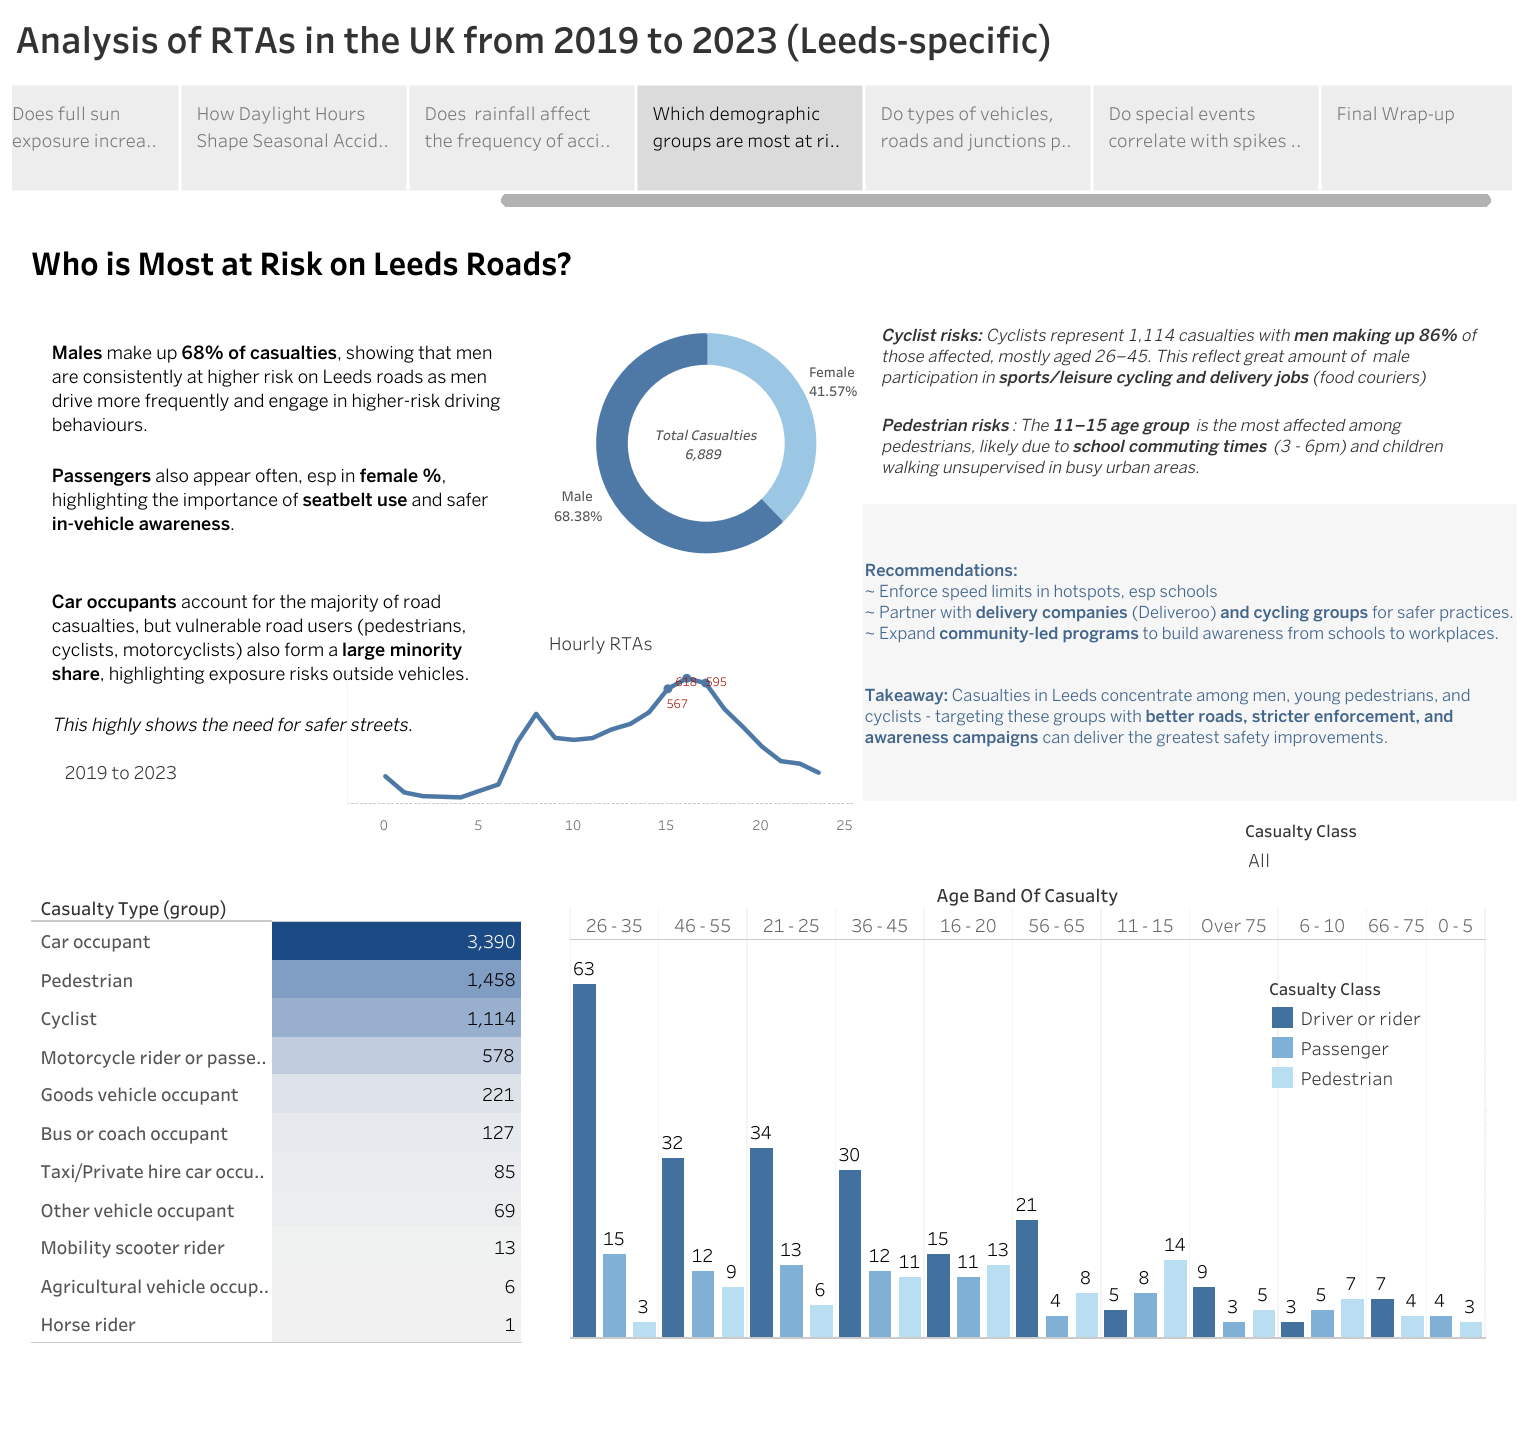 Analysis of RTAs in the UK from 2019 to 2023 (Leeds-specific)
Does full sun
exposure increa..
How Daylight Hours
Shape Seasonal Accid..
Does rainfall affect
the frequency of acci..
Which demographic
groups are most at ri..
Do types of vehicles,
roads and junctions p..
Do special events
correlate with spikes ..
Final Wrap-up
Who is Most at Risk on Leeds Roads?
Males make up 68% of casualties, showing that men
are consistently at higher risk on Leeds roads as men
drive more frequently and engage in higher-risk driving
behaviours.
Passengers also appear often, esp in female %,
highlighting the importance of seatbelt use and safer
in-vehicle awareness.
Car occupants account for the majority of road
casualties, but vulnerable road users (pedestrians,
cyclists, motorcyclists) also form a large minority
share, highlighting exposure risks outside vehicles.
This highly shows the need for safer streets.
2019 to 2023
Female
41.57%
Total Casualties
6,889
Male
68.38%
Cyclist risks: Cyclists represent 1,114 casualties with men making up 86% of
those affected, mostly aged 26–45. This reflect great amount of male
participation in sports/leisure cycling and delivery jobs (food couriers)
Pedestrian risks : The 11–15 age group is the most affected among
pedestrians, likely due to school commuting times (3 - 6pm) and children
walking unsupervised in busy urban areas.
Recommendations:
~ Enforce speed limits in hotspots, esp schools
~ Partner with delivery companies (Deliveroo) and cycling groups for safer practices.
~ Expand community-led programs to build awareness from schools to workplaces.
Takeaway: Casualties in Leeds concentrate among men, young pedestrians, and
cyclists - targeting these groups with better roads, stricter enforcement, and
awareness campaigns can deliver the greatest safety improvements.
Hourly RTAs
618 595
567
0 5 10 15 20 25
Casualty Class
All
Casualty Type (group)
Car occupant 3,390
Pedestrian 1,458
Cyclist 1,114
Motorcycle rider or passe.. 578
Goods vehicle occupant 221
Bus or coach occupant 127
Taxi/Private hire car occu.. 85
Other vehicle occupant 69
Mobility scooter rider 13
Agricultural vehicle occup.. 6
Horse rider 1
Age Band Of Casualty
26 - 35 46 - 55 21 - 25 36 - 45 16 - 20 56 - 65 11 - 15 Over 75 6 - 10 66 - 75 0 - 5
63 15 3
32 12 9
34 13 6
30 12 11
15 11 13
21 4 8
5 8 14
9 3 5
3 5 7
7 4
4 3
Casualty Class
Driver or rider
Passenger
Pedestrian